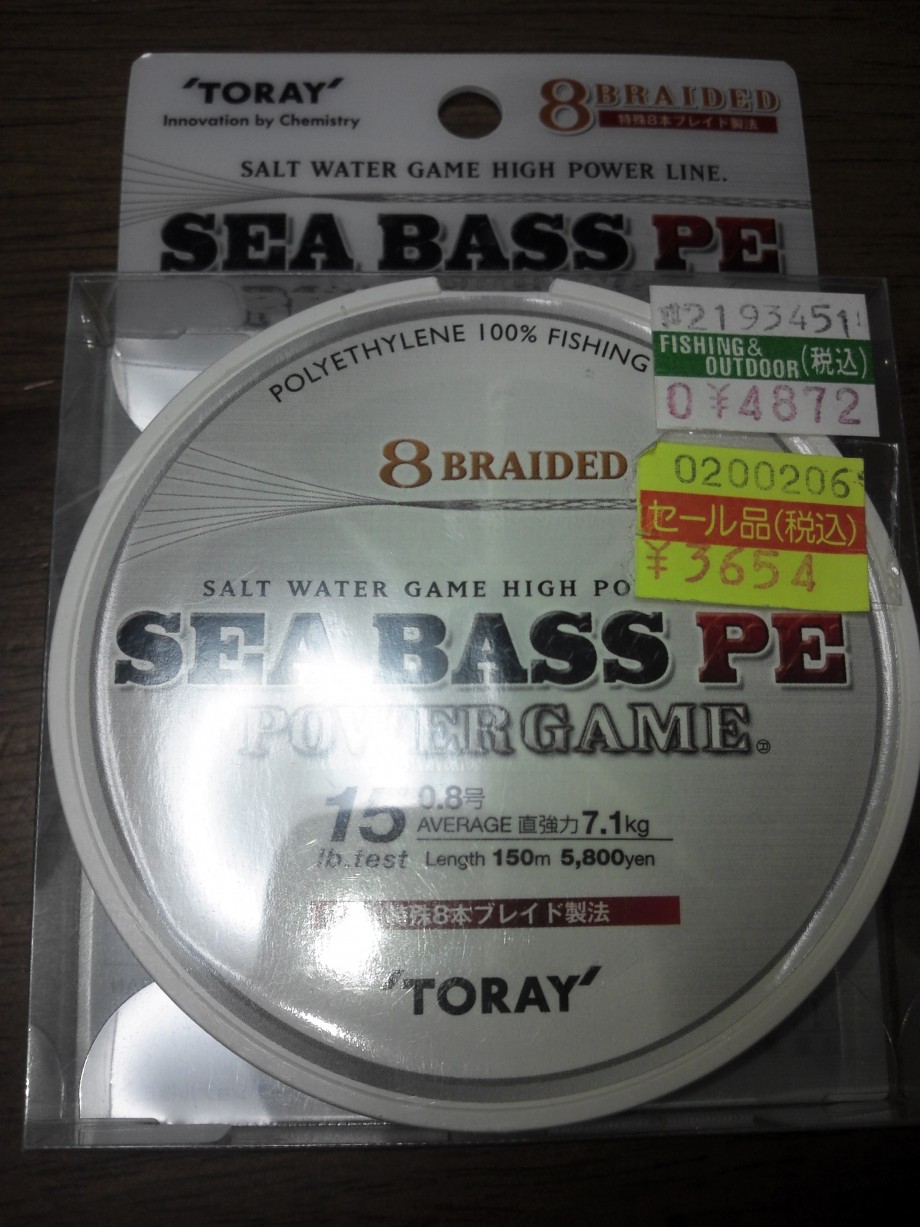 'TORAY'
Innovation by Chemistry
8 BRAIDED
特殊8本ブレイド製法
SALT WATER GAME HIGH POWER LINE.
SEA BASS PE
POLYETHYLENE 100% FISHING
2193451
FISHING&
OUTDOOR(税込)
0¥4872
8 BRAIDED
0200206
セール品(税込)
¥3654
SALT WATER GAME HIGH PO
SEA BASS PE
POWERGAME®
15 0.8号
AVERAGE 直強力7.1kg
lb.test Length 150m 5,800yen
特殊8本ブレイド製法
'TORAY'